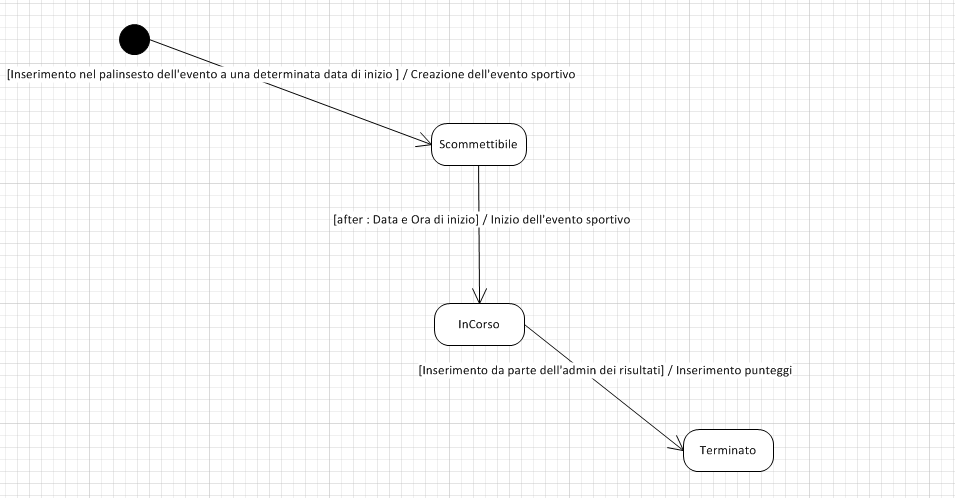 [Inserimento nel palinsesto dell'evento a una determinata data di inizio ] / Creazione dell'evento sportivo
Scommettibile
[after : Data e Ora di inizio] / Inizio dell'evento sportivo
InCorso
[Inserimento da parte dell'admin dei risultati] / Inserimento punteggi
Terminato